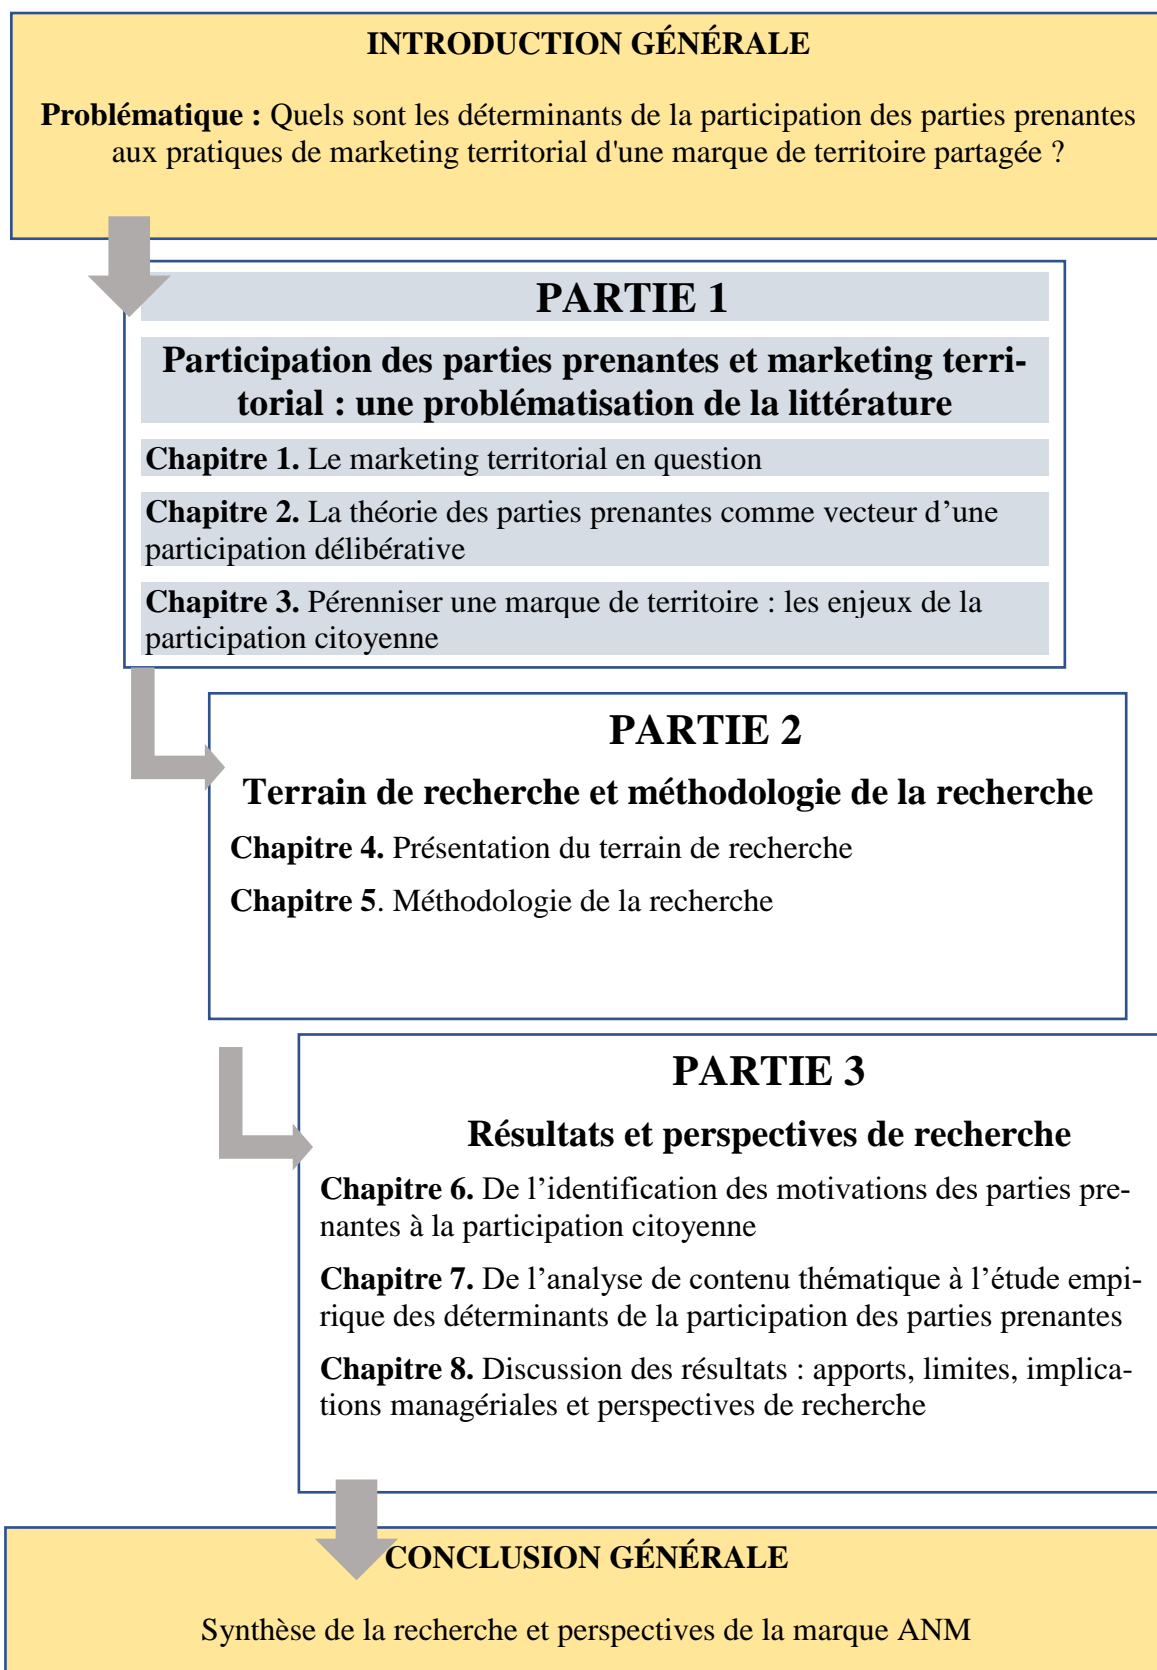 INTRODUCTION GÉNÉRALE
Problématique : Quels sont les déterminants de la participation des parties prenantes
aux pratiques de marketing territorial d'une marque de territoire partagée ?
PARTIE 1
Participation des parties prenantes et marketing terri-
torial : une problématisation de la littérature
Chapitre 1. Le marketing territorial en question
Chapitre 2. La théorie des parties prenantes comme vecteur d’une
participation délibérative
Chapitre 3. Pérenniser une marque de territoire : les enjeux de la
participation citoyenne
PARTIE 2
Terrain de recherche et méthodologie de la recherche
Chapitre 4. Présentation du terrain de recherche
Chapitre 5. Méthodologie de la recherche
PARTIE 3
Résultats et perspectives de recherche
Chapitre 6. De l’identification des motivations des parties pre-
nantes à la participation citoyenne
Chapitre 7. De l’analyse de contenu thématique à l’étude empi-
rique des déterminants de la participation des parties prenantes
Chapitre 8. Discussion des résultats : apports, limites, implica-
tions managériales et perspectives de recherche
CONCLUSION GÉNÉRALE
Synthèse de la recherche et perspectives de la marque ANM